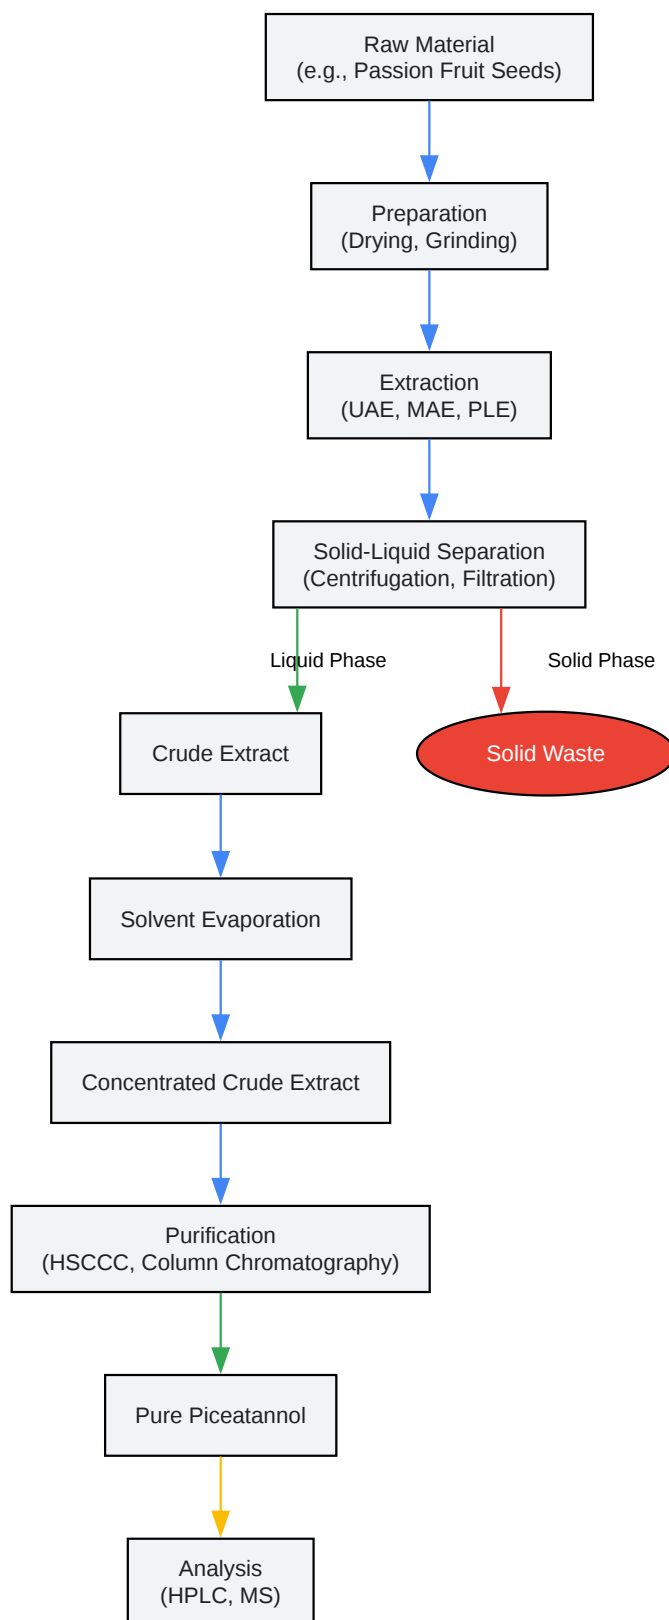 Raw Material
(e.g., Passion Fruit Seeds)
Preparation
(Drying, Grinding)
Extraction
(UAE, MAE, PLE)
Solid-Liquid Separation
(Centrifugation, Filtration)
Liquid Phase
Solid Phase
Crude Extract
Solid Waste
Solvent Evaporation
Concentrated Crude Extract
Purification
(HSCCC, Column Chromatography)
Pure Piceatannol
Analysis
(HPLC, MS)